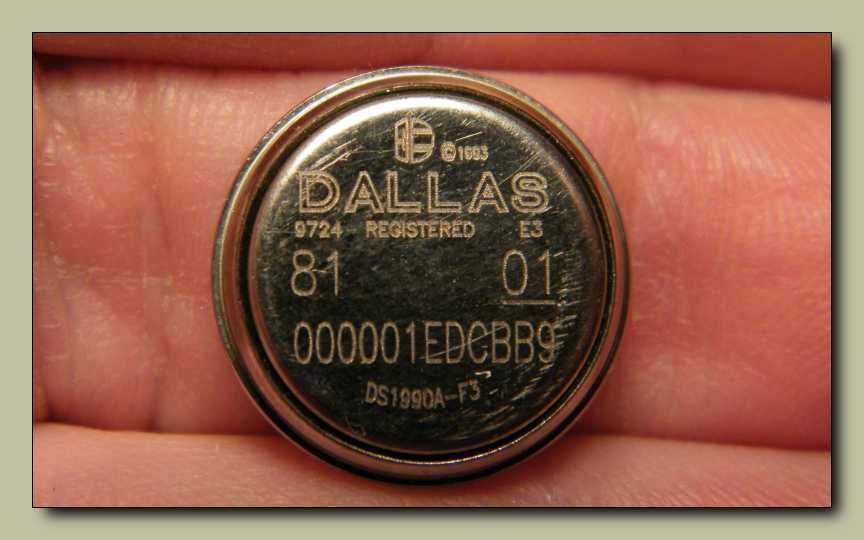 ©1993
DALLAS
9724 REGISTERED E3
81 01
000001EDCBB9
DS1990A-F3